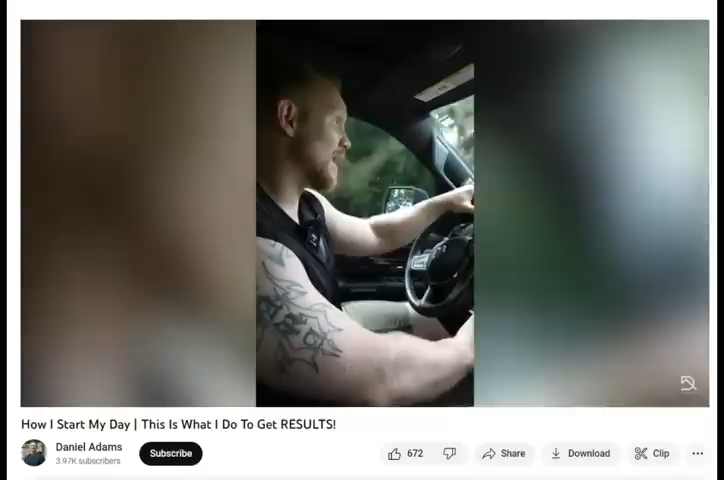 How I Start My Day | This Is What I Do To Get RESULTS!
Daniel Adams
3.97K subscribers
Subscribe
672
Share
Download
Clip